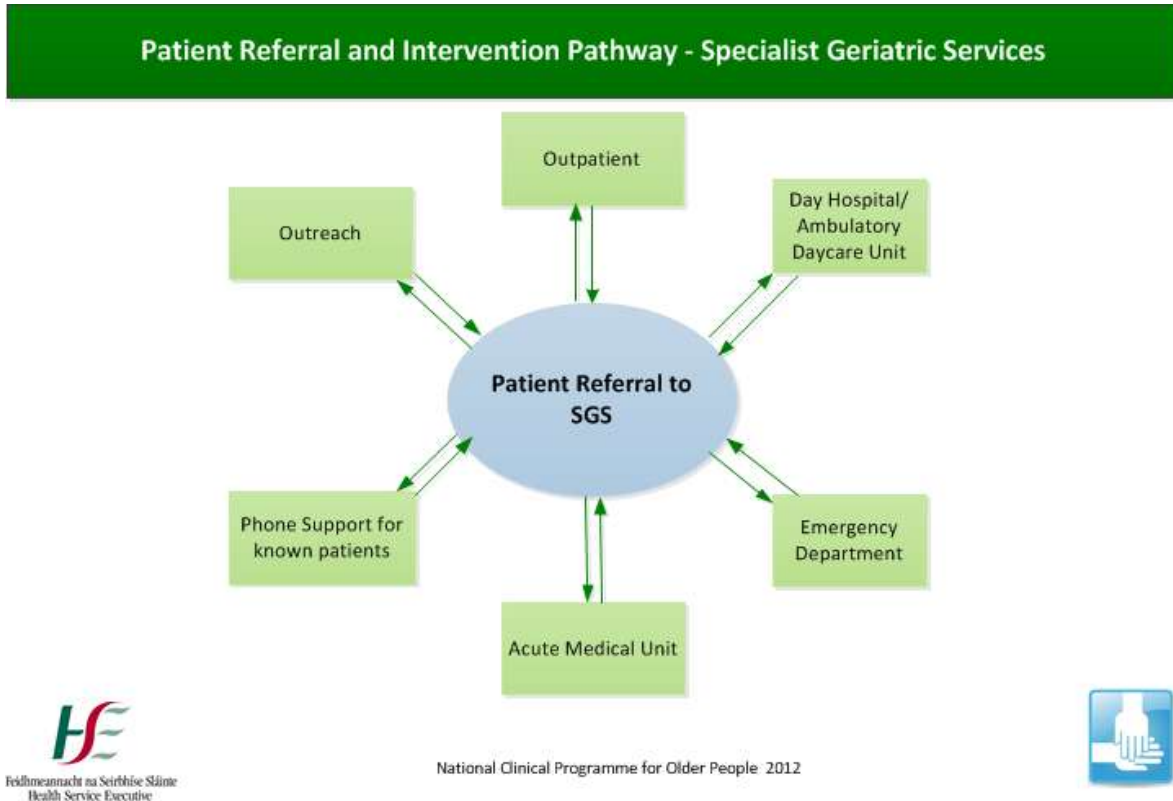 Patient Referral and Intervention Pathway - Specialist Geriatric Services
Outpatient
Outreach
Day Hospital/
Ambulatory
Daycare Unit
Patient Referral to
SGS
Phone Support for
known patients
Emergency
Department
Acute Medical Unit
Feidhmeannacht na Seirbhíse Sláinte
Health Service Executive
National Clinical Programme for Older People 2012